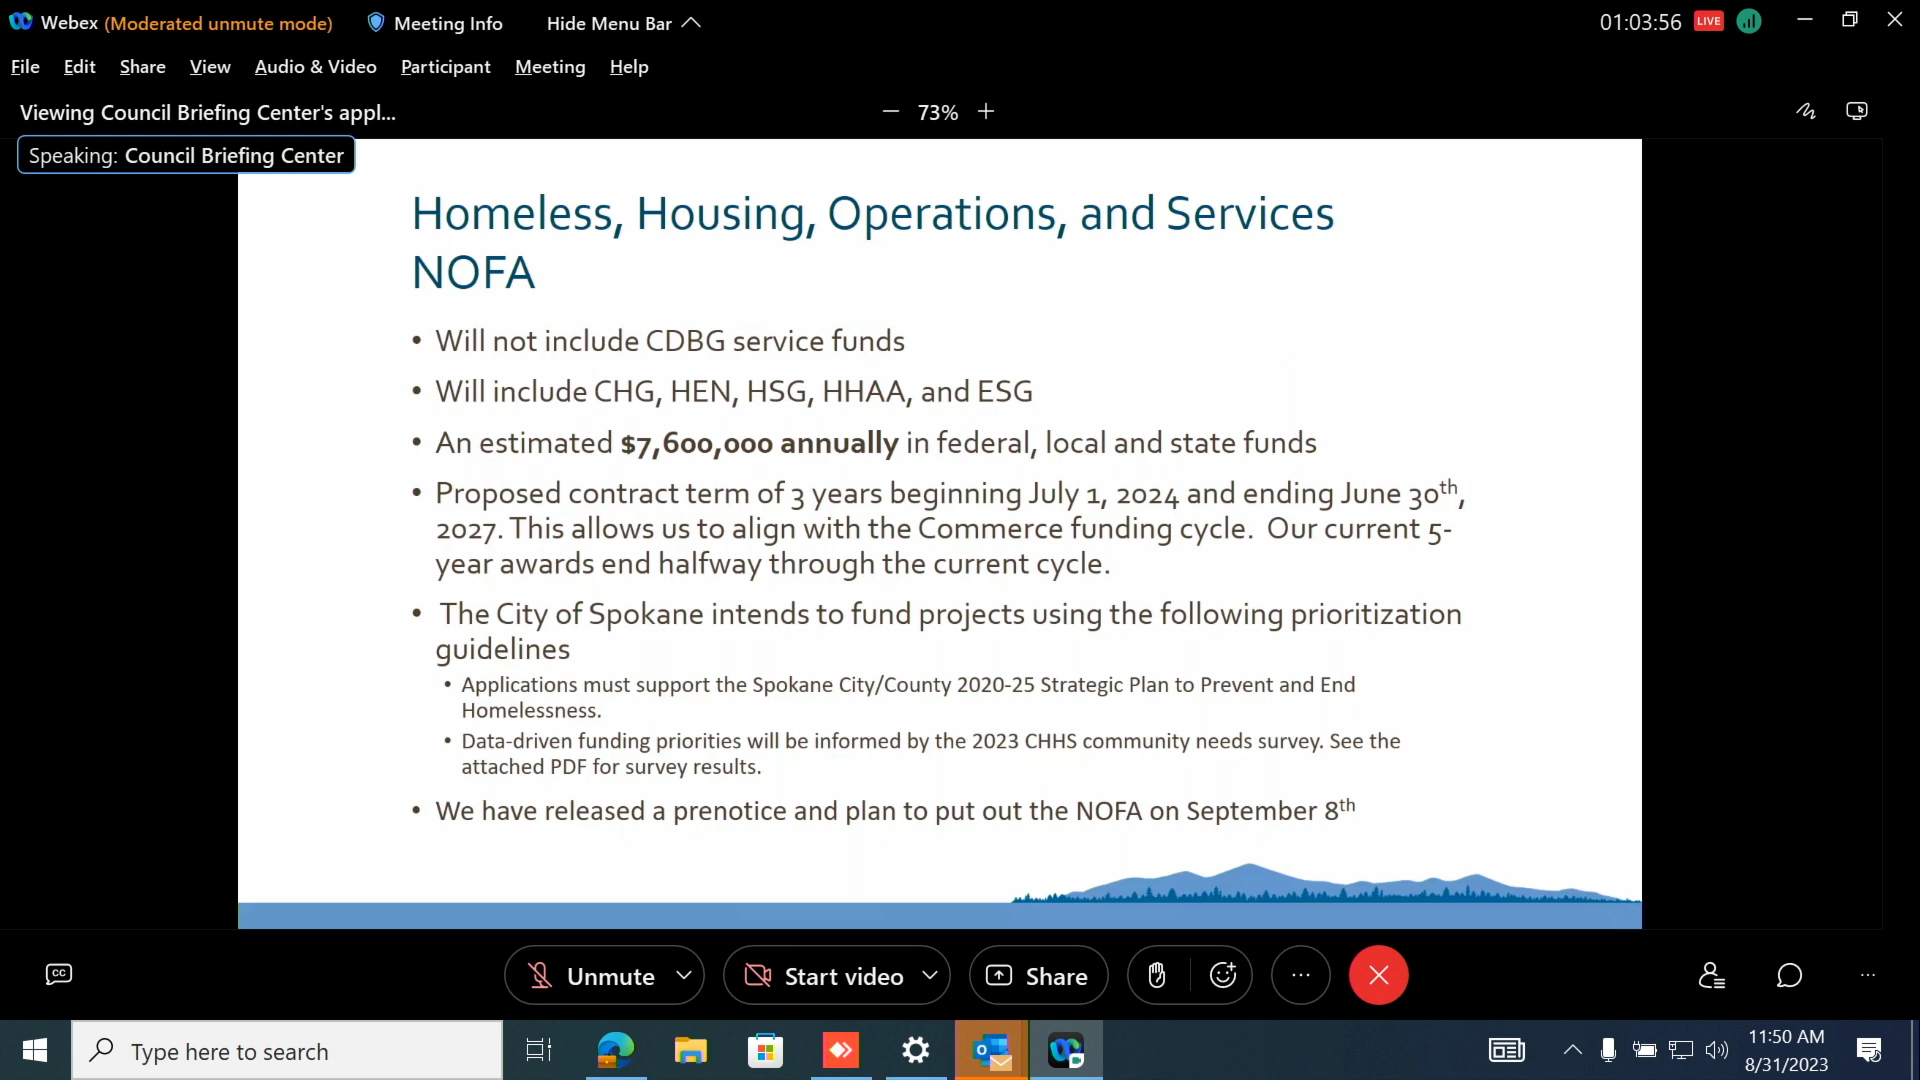 Webex (Moderated unmute mode) Meeting Info Hide Menu Bar 01:03:56 LIVE
File Edit Share View Audio & Video Participant Meeting Help
Viewing Council Briefing Center's appl... 73%
Speaking: Council Briefing Center
Homeless, Housing, Operations, and Services
NOFA
• Will not include CDBG service funds
• Will include CHG, HEN, HSG, HHAA, and ESG
• An estimated $7,600,000 annually in federal, local and state funds
• Proposed contract term of 3 years beginning July 1, 2024 and ending June 30th,
2027. This allows us to align with the Commerce funding cycle. Our current 5-
year awards end halfway through the current cycle.
• The City of Spokane intends to fund projects using the following prioritization
guidelines
• Applications must support the Spokane City/County 2020-25 Strategic Plan to Prevent and End
Homelessness.
• Data-driven funding priorities will be informed by the 2023 CHHS community needs survey. See the
attached PDF for survey results.
• We have released a prenotice and plan to put out the NOFA on September 8th
CC Unmute Start video Share
Type here to search
11:50 AM
8/31/2023